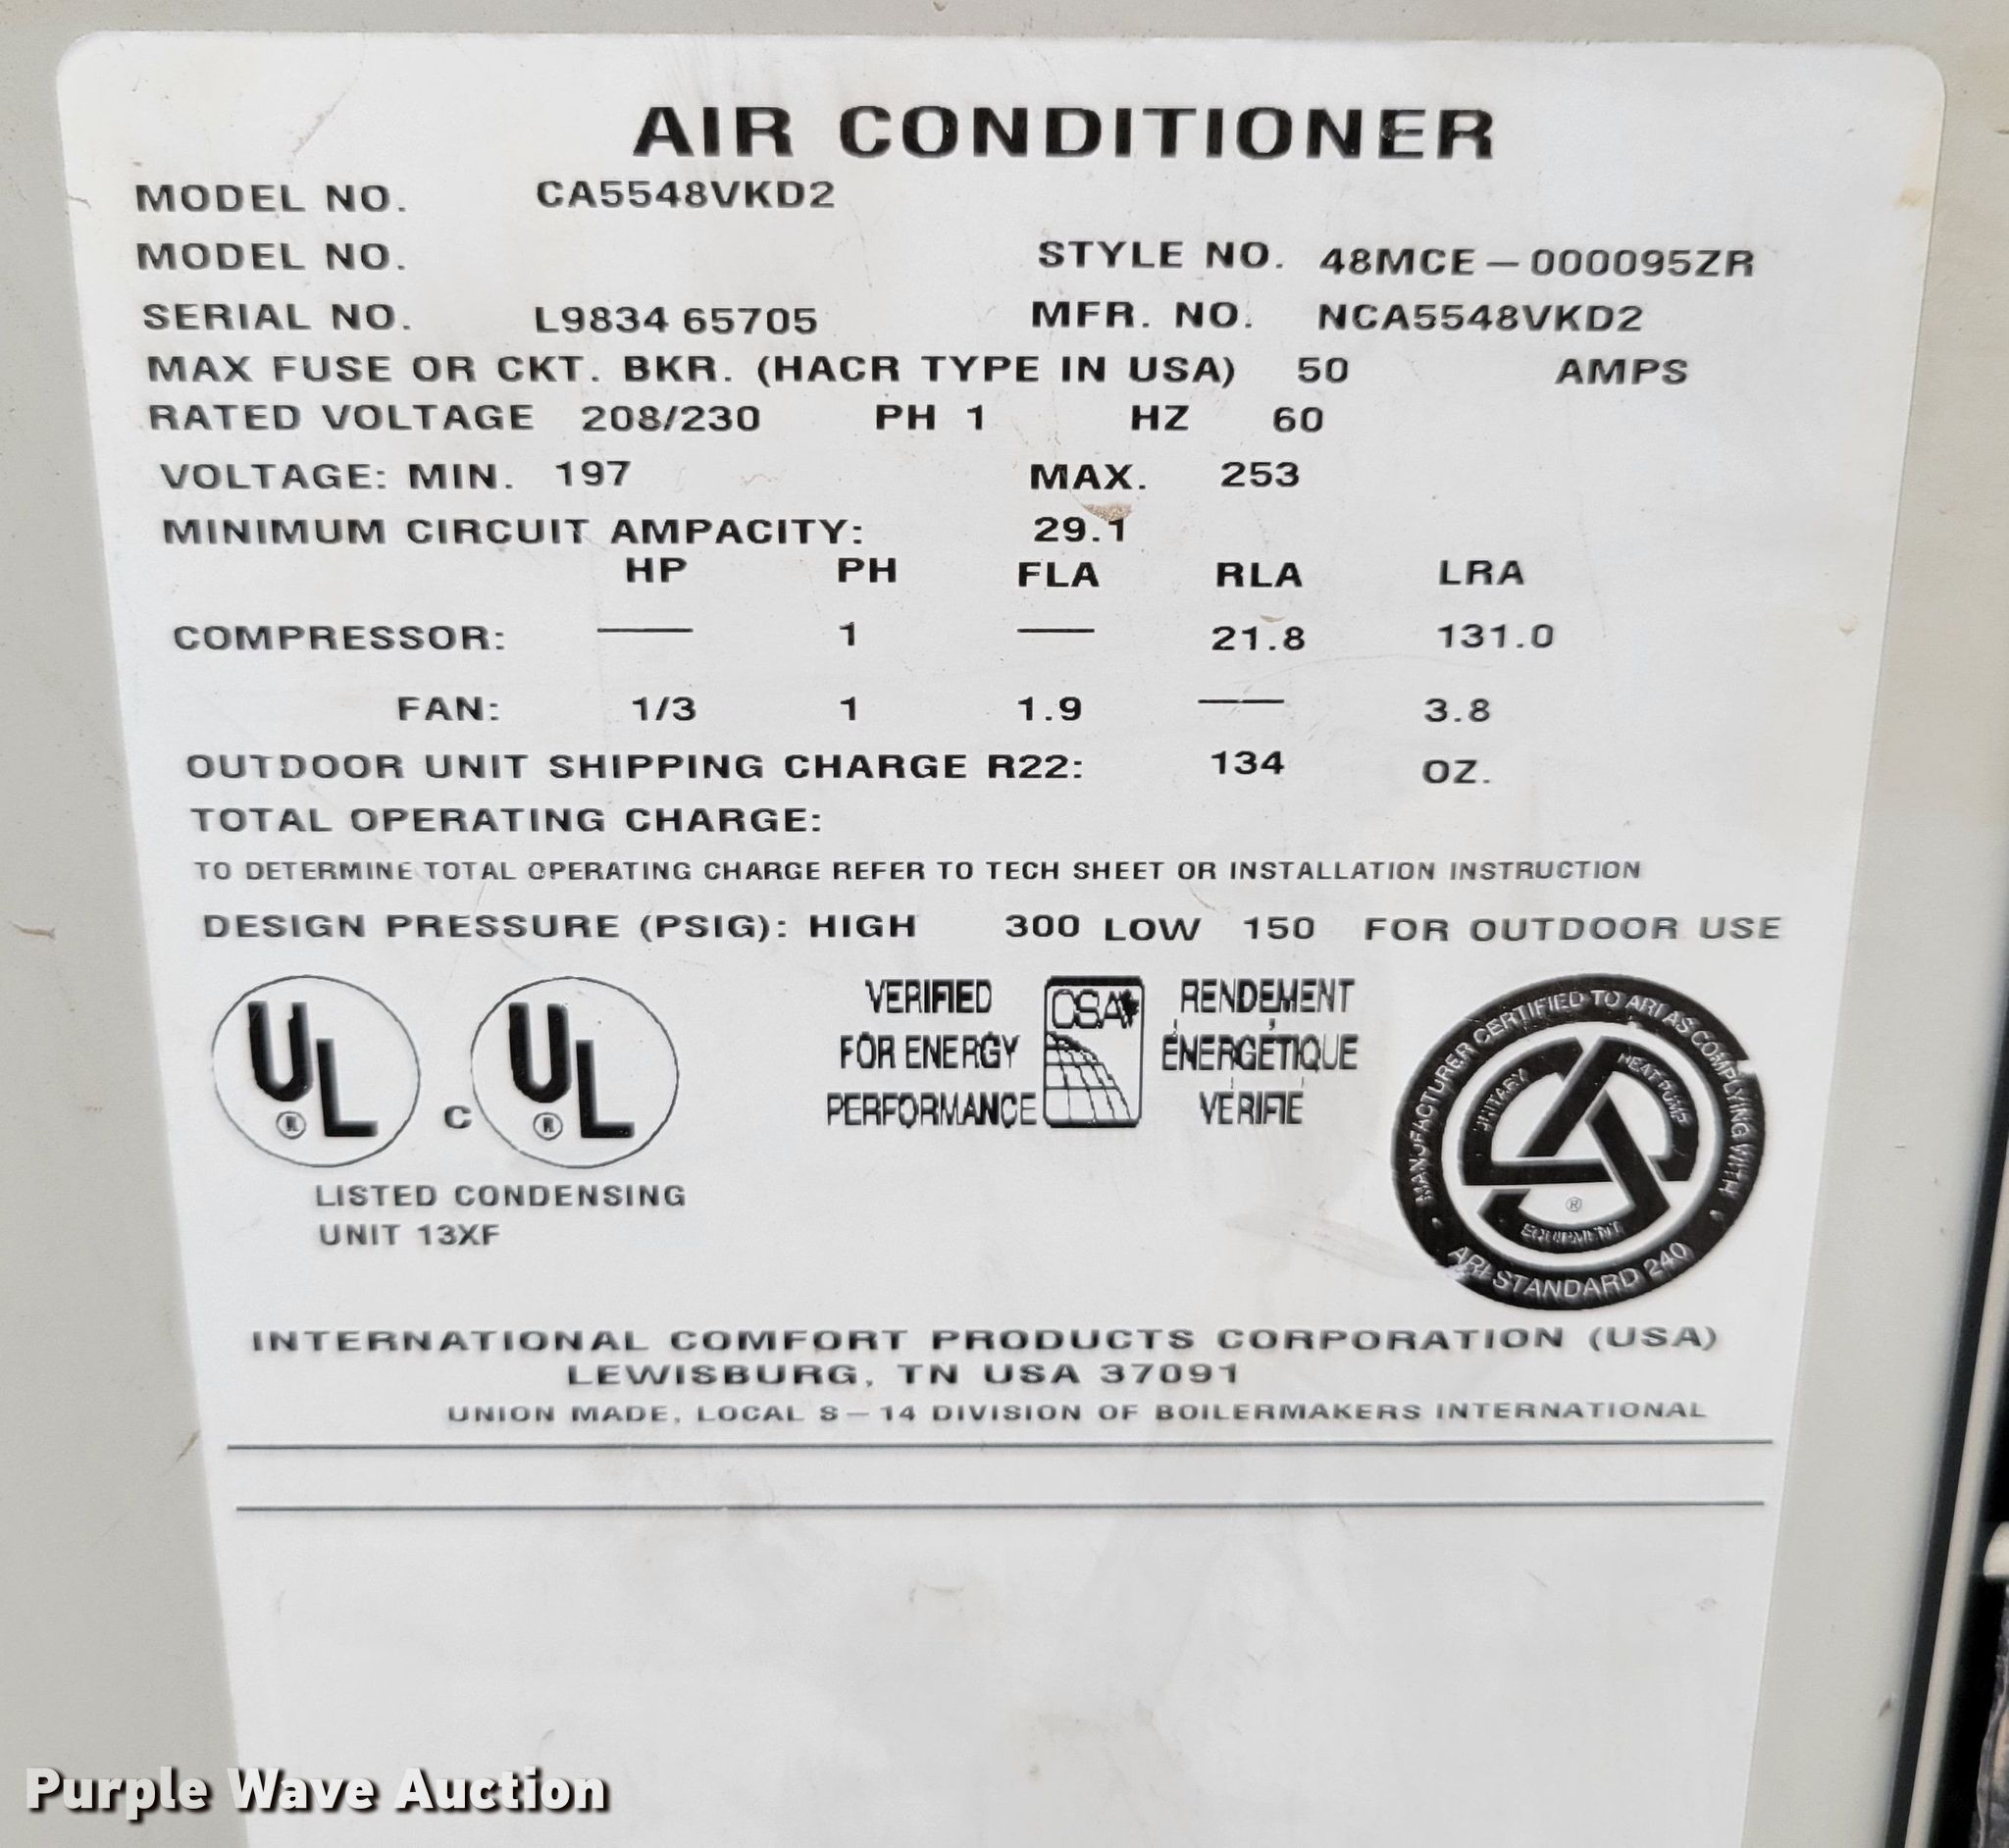 AIR CONDITIONER
MODEL NO. CA5548VKD2
MODEL NO. STYLE NO. 48MCE – 000095ZR
SERIAL NO. L9834 65705 MFR. NO. NCA5548VKD2
MAX FUSE OR CKT. BKR. (HACR TYPE IN USA) 50 AMPS
RATED VOLTAGE 208/230 PH 1 HZ 60
VOLTAGE: MIN. 197 MAX. 253
MINIMUM CIRCUIT AMPACITY: 29.1
HP PH FLA RLA LRA
COMPRESSOR: — 1 — 21.8 131.0
FAN: 1/3 1 1.9 — 3.8
OUTDOOR UNIT SHIPPING CHARGE R22: 134 OZ.
TOTAL OPERATING CHARGE:
TO DETERMINE TOTAL OPERATING CHARGE REFER TO TECH SHEET OR INSTALLATION INSTRUCTION
DESIGN PRESSURE (PSIG): HIGH 300 LOW 150 FOR OUTDOOR USE
UL ® C UL ®
LISTED CONDENSING
UNIT 13XF
VERIFIED
FOR ENERGY
PERFORMANCE
CSA
RENDEMENT
ÉNERGÉTIQUE
VÉRIFIÉ
MANUFACTURER CERTIFIED TO ARI AS COMPLYING WITH
UNITARY
HEAT PUMP
®
EQUIPMENT
ARI STANDARD 240
INTERNATIONAL COMFORT PRODUCTS CORPORATION (USA)
LEWISBURG, TN USA 37091
UNION MADE, LOCAL S – 14 DIVISION OF BOILERMAKERS INTERNATIONAL
Purple Wave Auction